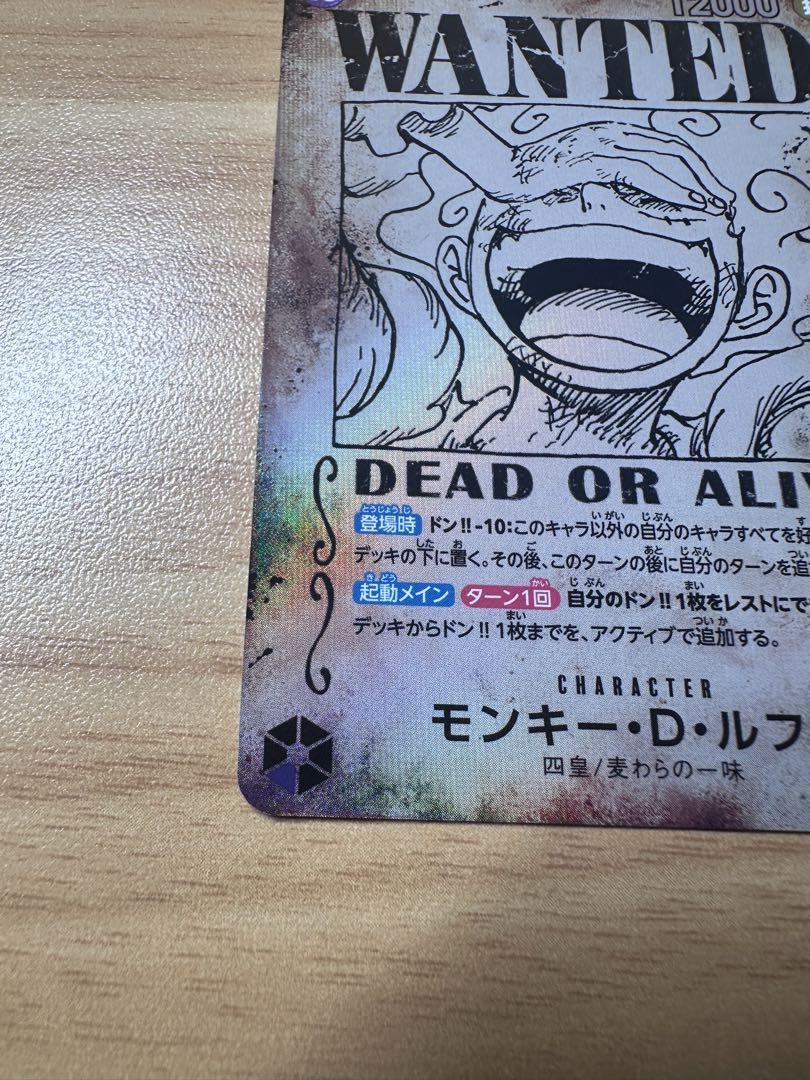 12000
WANTED
DEAD OR ALIV
登場時 ドン!!-10:このキャラ以外の自分のキャラすべてを好
デッキの下に置く。その後、このターンの後に自分のターンを追
起動メイン ターン1回 自分のドン!!1枚をレストにで
デッキからドン!!1枚までを、アクティブで追加する。
CHARACTER
モンキー・D・ルフ
四皇/麦わらの一味